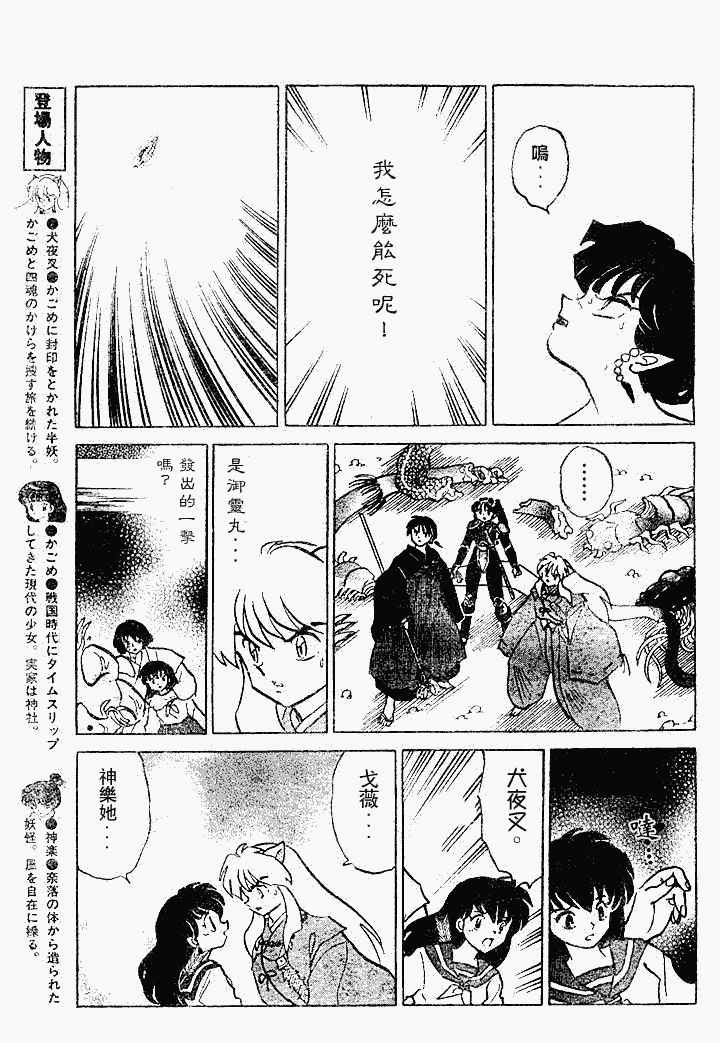 嗚…
我怎麼能死呢！
……
是御靈丸…
發出的一擊
嗎？
噠…
犬夜叉。
戈薇…
神樂她…
登場人物
犬夜叉
かごめに封印をとかれた半妖。
かごめと四魂のかけらを捜す旅を続ける。
かごめ
戦国時代にタイムスリップ
してきた現代の少女。実家は神社。
神楽
奈落の体から造られた
妖怪。風を自在に操る。